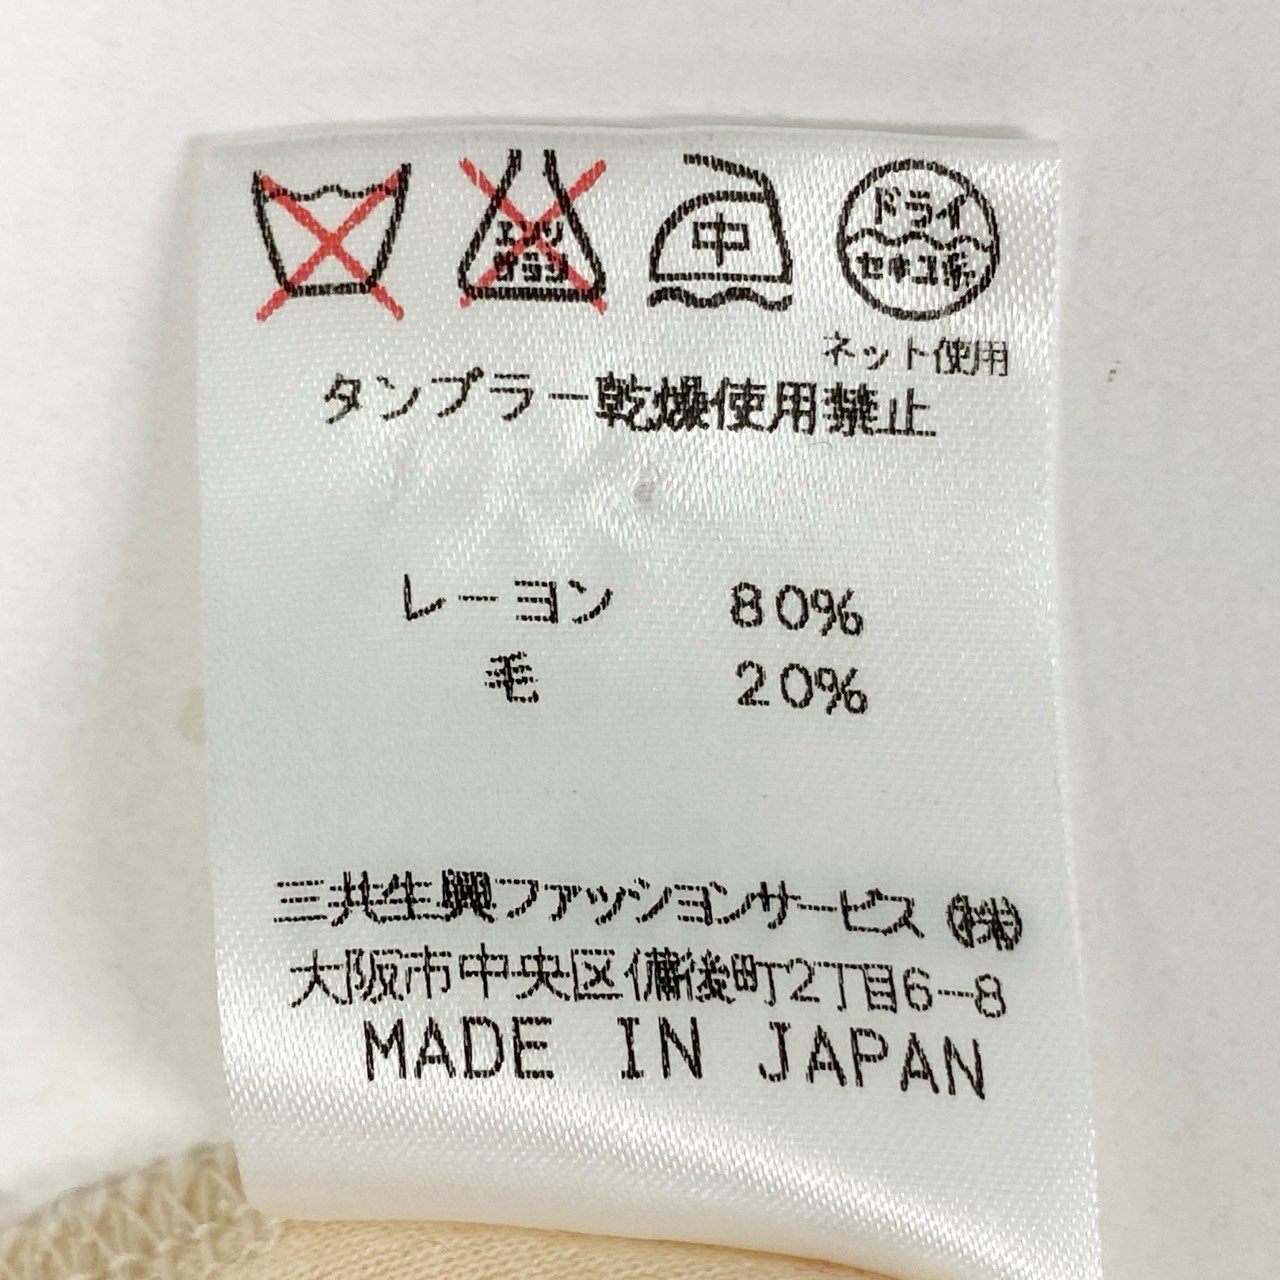 エンソ
サラシ
中
ドライ
セキユ系
ネット使用
タンブラー乾燥使用禁止
レーヨン 80%
毛 20%
三共生興ファッションサービス ㈱
大阪市中央区備後町2丁目6-8
MADE IN JAPAN